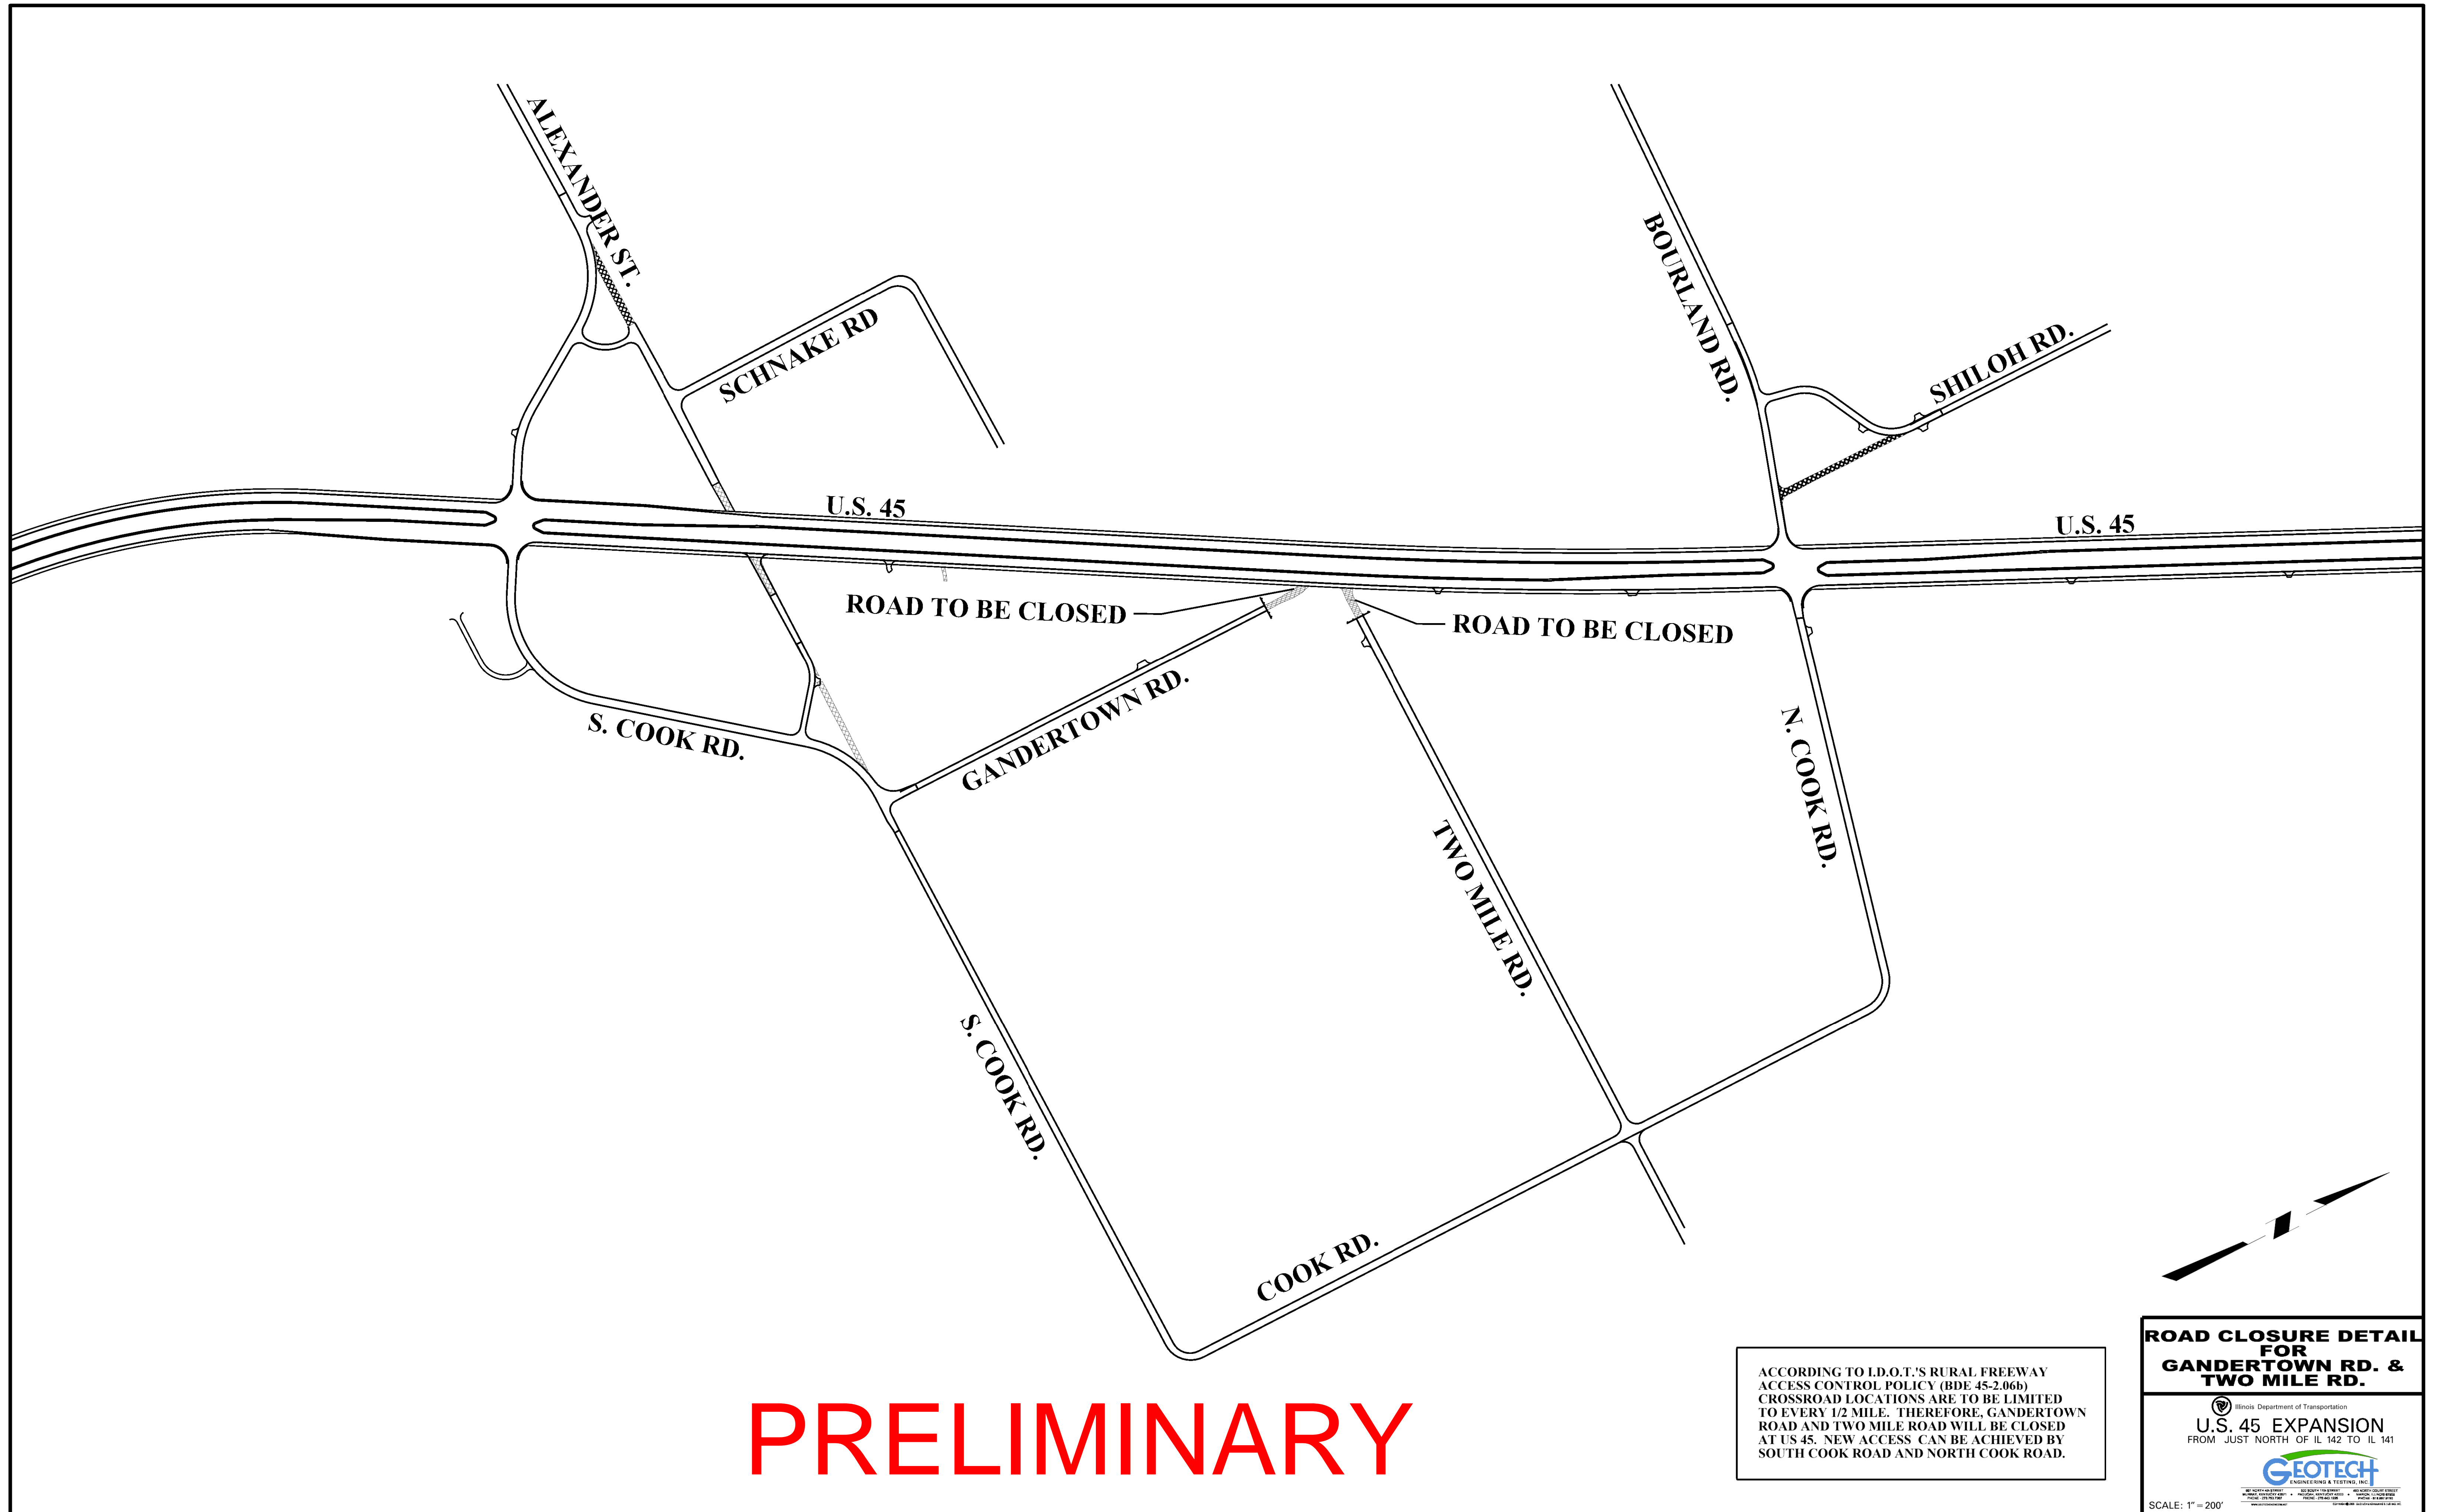 ALEXANDER ST.
SCHNAKE RD
BOURLAND RD.
SHILOH RD.
U.S. 45
U.S. 45
ROAD TO BE CLOSED
ROAD TO BE CLOSED
S. COOK RD.
GANDERTOWN RD.
TWO MILE RD.
N. COOK RD.
S. COOK RD.
COOK RD.
PRELIMINARY
ACCORDING TO I.D.O.T.'S RURAL FREEWAY
ACCESS CONTROL POLICY (BDE 45-2.06b)
CROSSROAD LOCATIONS ARE TO BE LIMITED
TO EVERY 1/2 MILE. THEREFORE, GANDERTOWN
ROAD AND TWO MILE ROAD WILL BE CLOSED
AT US 45. NEW ACCESS CAN BE ACHIEVED BY
SOUTH COOK ROAD AND NORTH COOK ROAD.
ROAD CLOSURE DETAIL
FOR
GANDERTOWN RD. &
TWO MILE RD.
Illinois Department of Transportation
U.S. 45 EXPANSION
FROM JUST NORTH OF IL 142 TO IL 141
GEOTECH
ENGINEERING & TESTING, INC.
SCALE: 1" = 200'